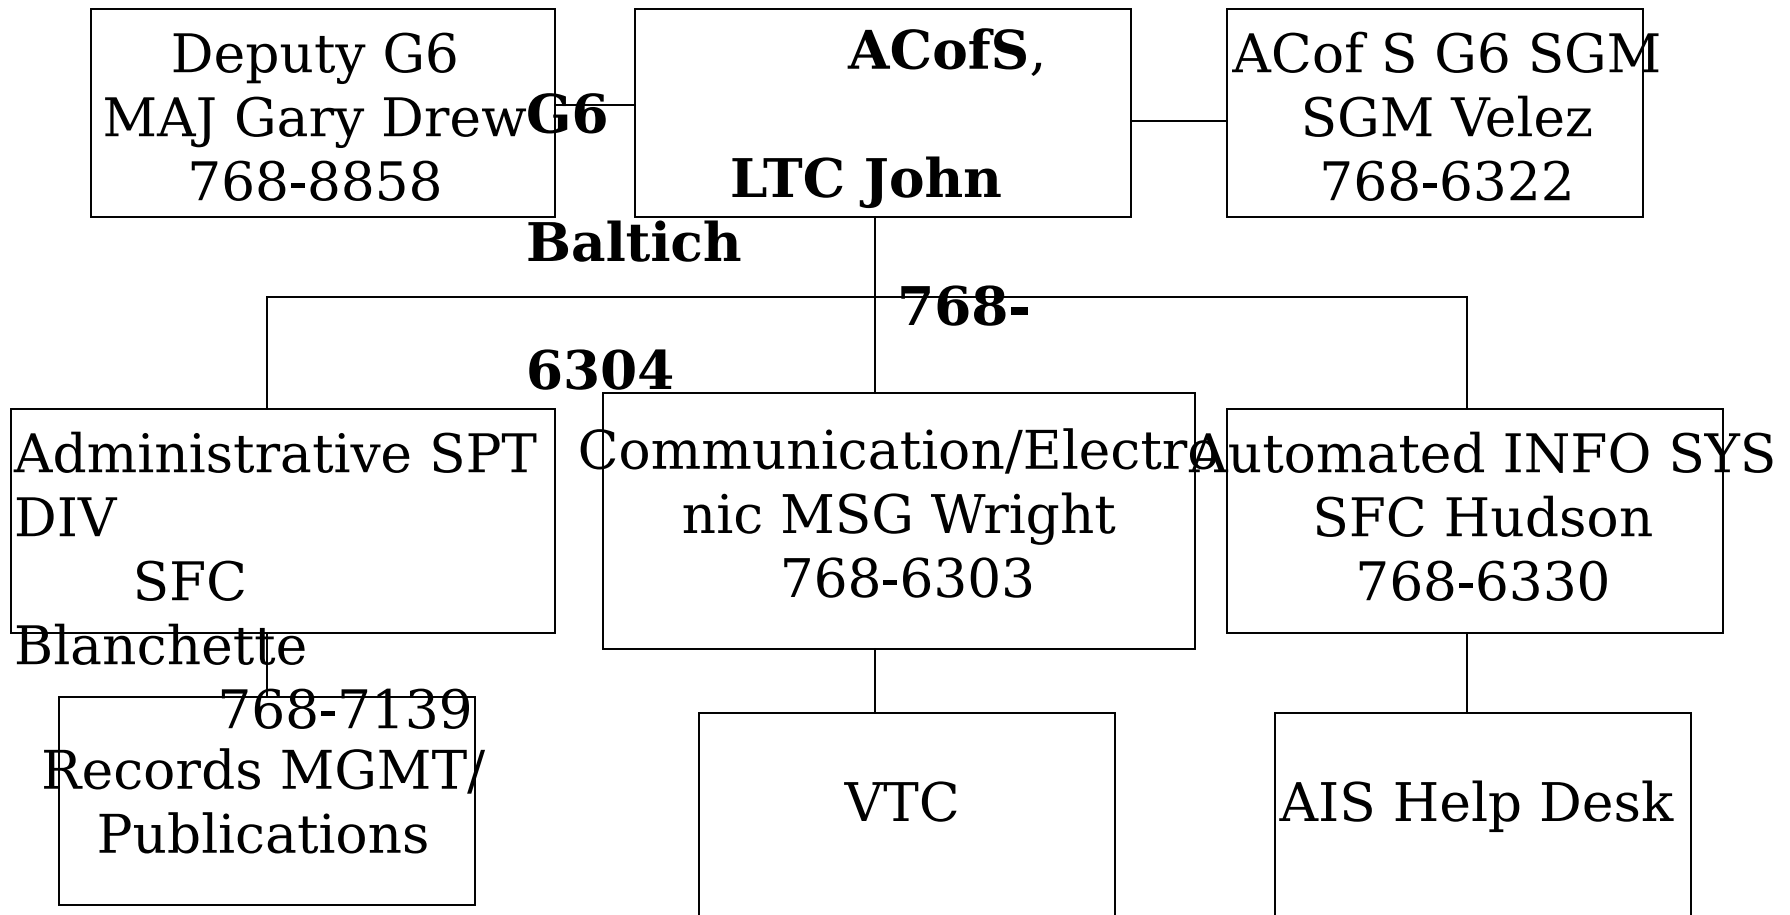 Deputy G6
MAJ Gary Drew
768-8858
ACofS,
G6
LTC John
Baltich
768-
6304
ACof S G6 SGM
SGM Velez
768-6322
Administrative SPT
DIV
SFC
Blanchette
768-7139
Communication/Electro
nic MSG Wright
768-6303
Automated INFO SYS
SFC Hudson
768-6330
Records MGMT/
Publications
VTC
AIS Help Desk